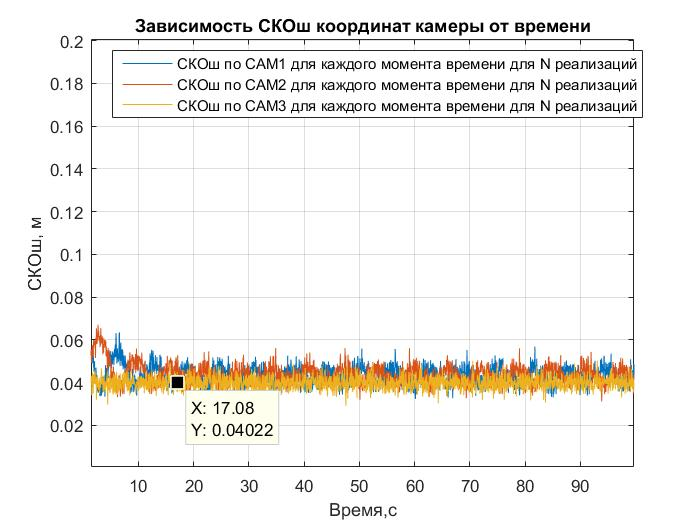 Зависимость СКОш координат камеры от времени
СКОш по CAM1 для каждого момента времени для N реализаций
СКОш по CAM2 для каждого момента времени для N реализаций
СКОш по CAM3 для каждого момента времени для N реализаций
СКОш, м
0.2
0.18
0.16
0.14
0.12
0.1
0.08
0.06
0.04
0.02
X: 17.08
Y: 0.04022
10 20 30 40 50 60 70 80 90
Время,с